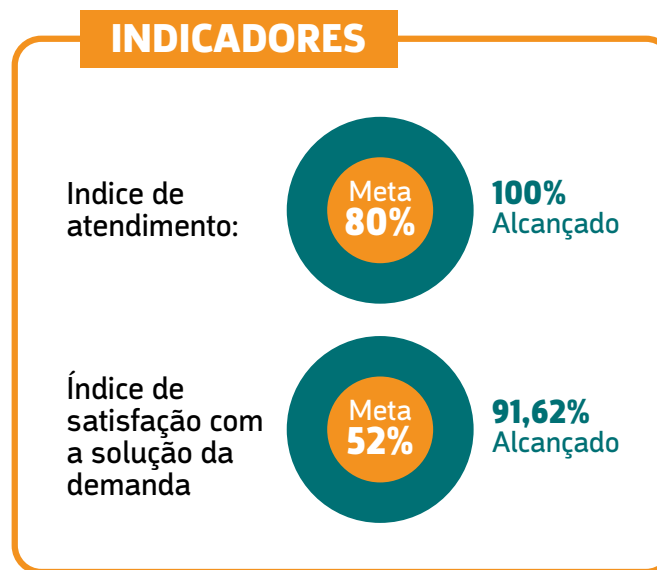 INDICADORES
Indice de
atendimento:
Meta
80%
100%
Alcançado
Índice de
satisfação com
a solução da
demanda
Meta
52%
91,62%
Alcançado